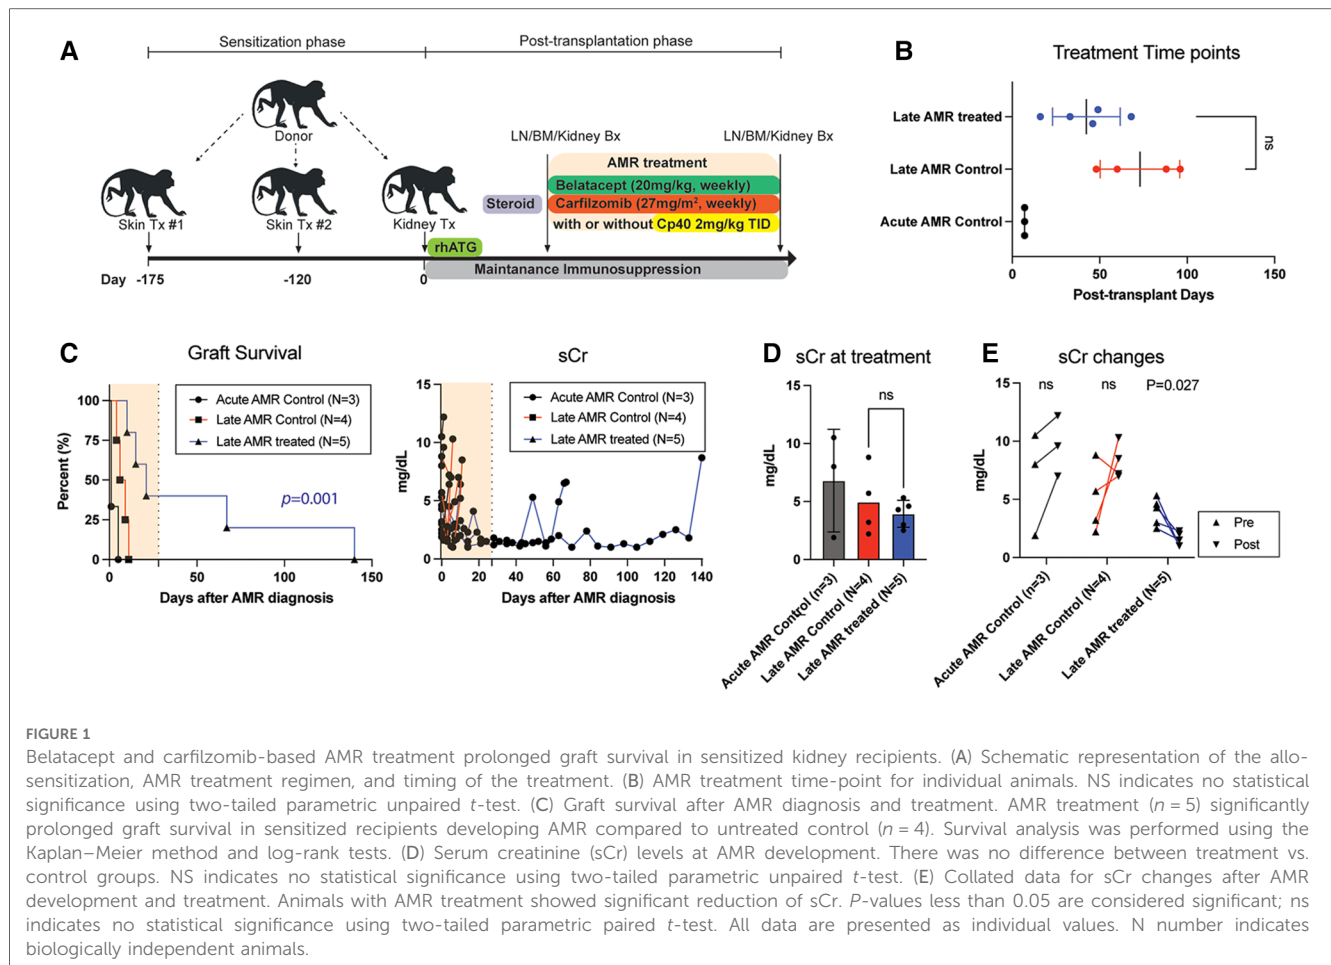 A
Sensitization phase
Post-transplantation phase
Donor
LN/BM/Kidney Bx
LN/BM/Kidney Bx
AMR treatment
Belatacept (20mg/kg, weekly)
Steroid
Carfilzomib (27mg/m², weekly)
with or without Cp40 2mg/kg TID
Skin Tx #1
Skin Tx #2
Kidney Tx
rhATG
Maintanance Immunosuppression
Day -175 -120 0
B
Treatment Time points
Late AMR treated
Late AMR Control
Acute AMR Control
ns
0 50 100 150
Post-transplant Days
C
Graft Survival
Acute AMR Control (N=3)
Late AMR Control (N=4)
Late AMR treated (N=5)
p=0.001
Percent (%)
100
75
50
25
0
0 50 100 150
Days after AMR diagnosis
sCr
Acute AMR Control (N=3)
Late AMR Control (N=4)
Late AMR treated (N=5)
mg/dL
15
10
5
0
0 20 40 60 80 100 120 140
Days after AMR diagnosis
D
sCr at treatment
ns
mg/dL
15
10
5
0
Acute AMR Control (n=3)
Late AMR Control (N=4)
Late AMR treated (N=5)
E
sCr changes
ns ns P=0.027
mg/dL
15
10
5
0
Pre
Post
Acute AMR Control (n=3)
Late AMR Control (N=4)
Late AMR treated (N=5)
FIGURE 1
Belatacept and carfilzomib-based AMR treatment prolonged graft survival in sensitized kidney recipients. (A) Schematic representation of the allo-
sensitization, AMR treatment regimen, and timing of the treatment. (B) AMR treatment time-point for individual animals. NS indicates no statistical
significance using two-tailed parametric unpaired t-test. (C) Graft survival after AMR diagnosis and treatment. AMR treatment (n = 5) significantly
prolonged graft survival in sensitized recipients developing AMR compared to untreated control (n = 4). Survival analysis was performed using the
Kaplan–Meier method and log-rank tests. (D) Serum creatinine (sCr) levels at AMR development. There was no difference between treatment vs.
control groups. NS indicates no statistical significance using two-tailed parametric unpaired t-test. (E) Collated data for sCr changes after AMR
development and treatment. Animals with AMR treatment showed significant reduction of sCr. P-values less than 0.05 are considered significant; ns
indicates no statistical significance using two-tailed parametric paired t-test. All data are presented as individual values. N number indicates
biologically independent animals.